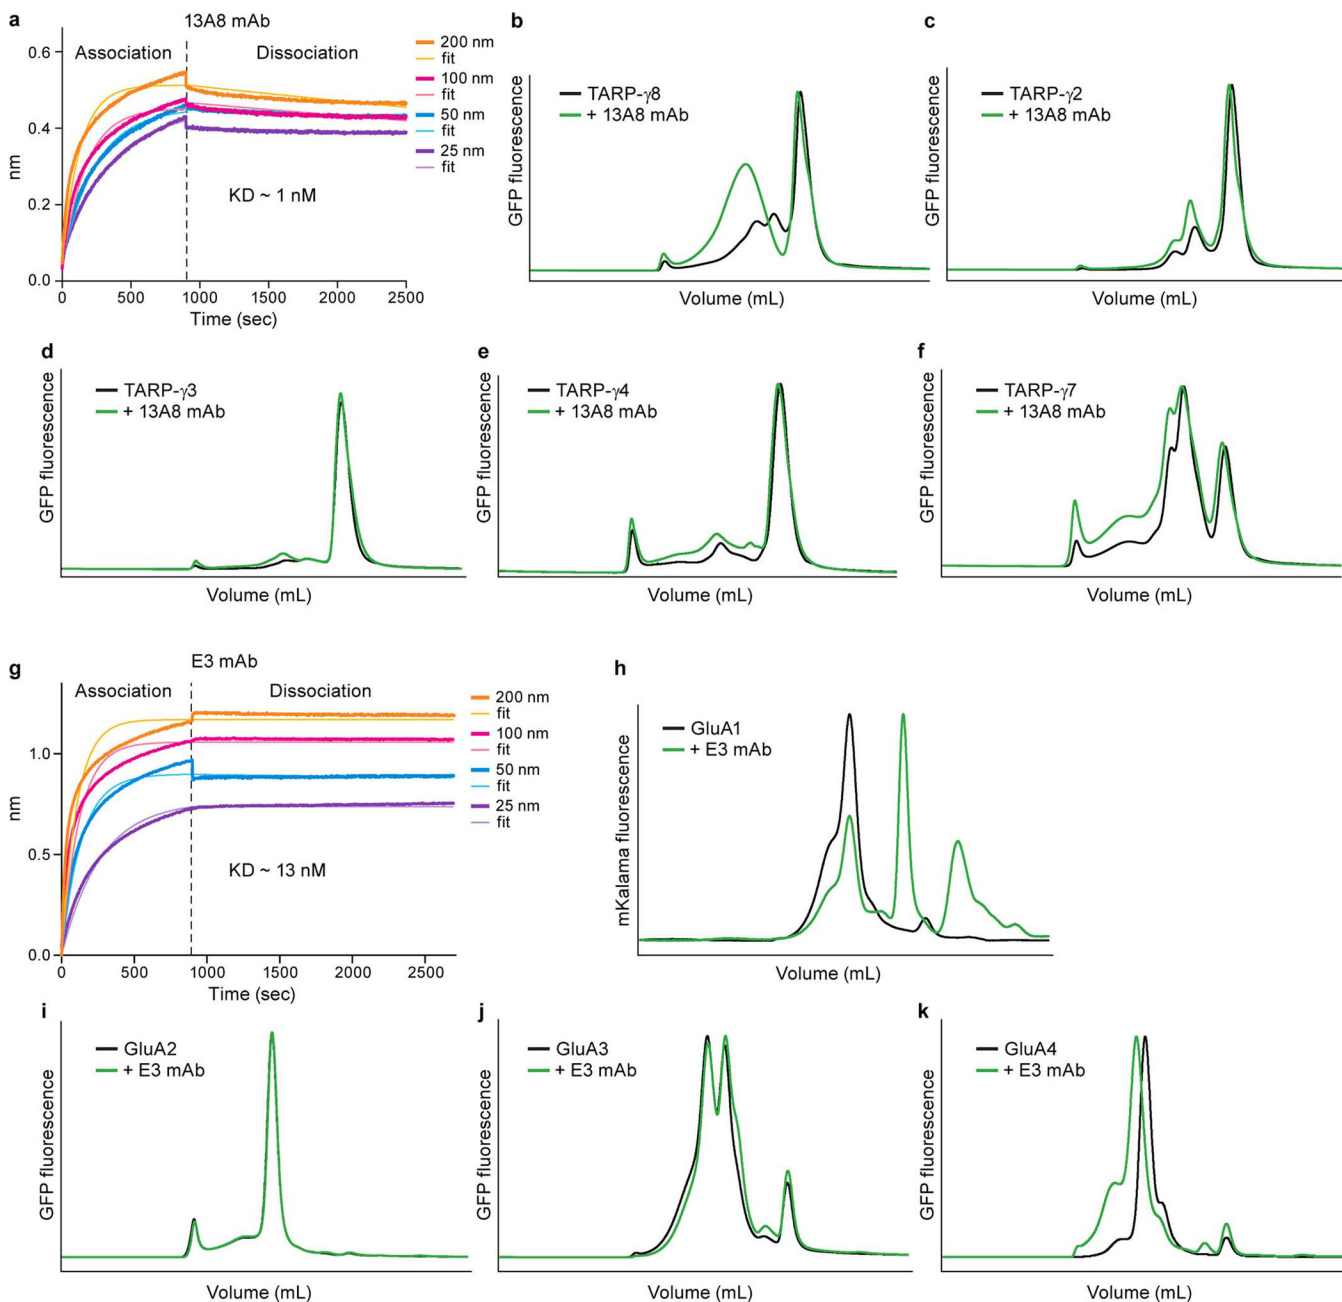 a
13A8 mAb
Association
Dissociation
0.6
0.4
0.2
0.0
nm
0
500
1000
1500
2000
2500
Time (sec)
KD ~ 1 nM
200 nm
fit
100 nm
fit
50 nm
fit
25 nm
fit
b
TARP-γ8
+ 13A8 mAb
GFP fluorescence
Volume (mL)
c
TARP-γ2
+ 13A8 mAb
GFP fluorescence
Volume (mL)
d
TARP-γ3
+ 13A8 mAb
GFP fluorescence
Volume (mL)
e
TARP-γ4
+ 13A8 mAb
GFP fluorescence
Volume (mL)
f
TARP-γ7
+ 13A8 mAb
GFP fluorescence
Volume (mL)
g
E3 mAb
Association
Dissociation
1.0
0.5
0.0
nm
0
500
1000
1500
2000
2500
Time (sec)
KD ~ 13 nM
200 nm
fit
100 nm
fit
50 nm
fit
25 nm
fit
h
GluA1
+ E3 mAb
mKalama fluorescence
Volume (mL)
i
GluA2
+ E3 mAb
GFP fluorescence
Volume (mL)
j
GluA3
+ E3 mAb
GFP fluorescence
Volume (mL)
k
GluA4
+ E3 mAb
GFP fluorescence
Volume (mL)